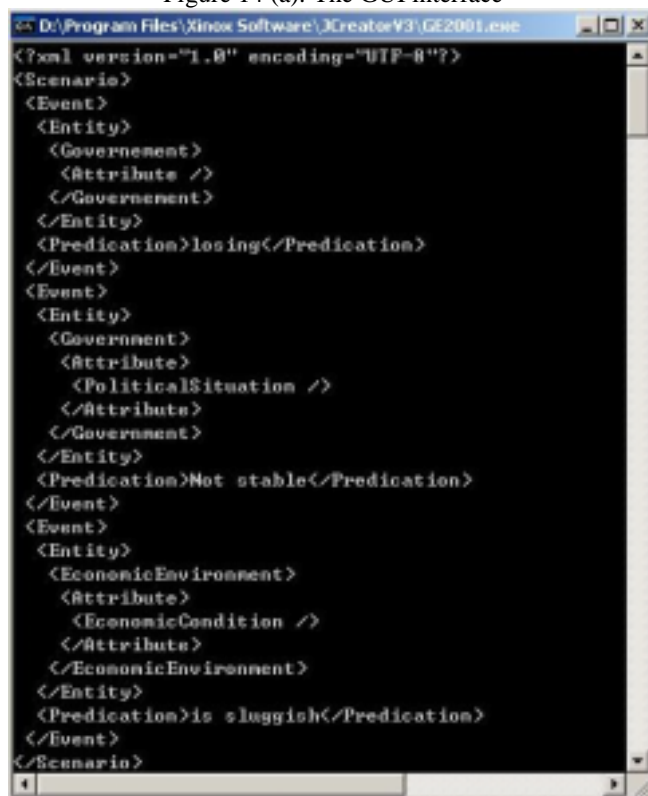 Figure 14 (a). The GUI interface
D:\Program Files\Xinox Software\JCreatorV3\GE2001.exe
<?xml version="1.0" encoding="UTF-8"?>
<Scenario>
<Event>
<Entity>
<Governement>
<Attribute />
</Governement>
</Entity>
<Predication>losing</Predication>
</Event>
<Event>
<Entity>
<Government>
<Attribute>
<PoliticalSituation />
</Attribute>
</Government>
</Entity>
<Predication>Not stable</Predication>
</Event>
<Event>
<Entity>
<EconomicEnvironment>
<Attribute>
<EconomicCondition />
</Attribute>
</EconomicEnvironment>
</Entity>
<Predication>is sluggish</Predication>
</Event>
</Scenario>